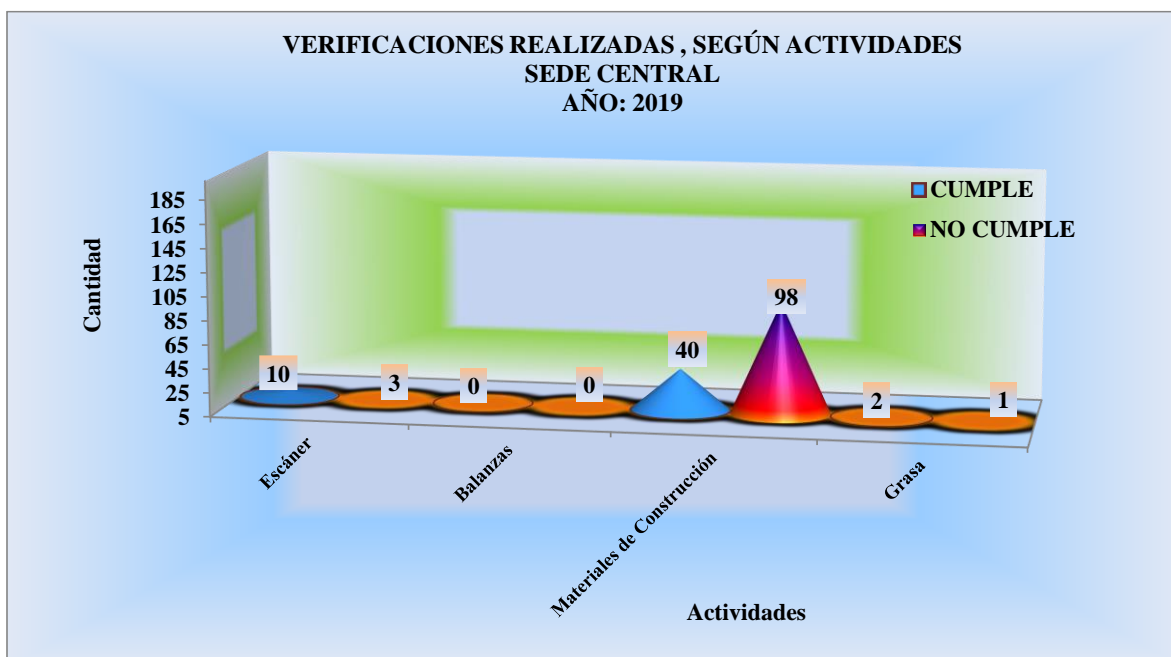 VERIFICACIONES REALIZADAS , SEGÚN ACTIVIDADES
SEDE CENTRAL
AÑO: 2019
CUMPLE
NO CUMPLE
Cantidad
185
165
145
125
105
85
65
45
25
5
10
3
0
0
40
98
2
1
Escáner
Balanzas
Materiales de Construcción
Grasa
Actividades